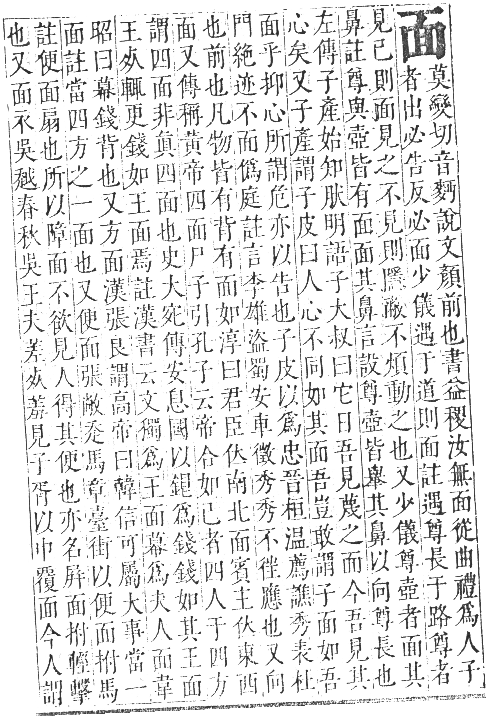 面
莫變切音麪說文顏前也書益稷汝無面從曲禮爲人子
者出必告反必面少儀遇于道則面註遇尊長于路尊者
見已則面見之不見則隱蔽不煩動之也又少儀尊壺者面其
鼻註尊與壺皆有面面其鼻言設尊壺皆舉其鼻以向尊長也
左傳子產始知肰明語子大叔曰它日吾見蔑之面今吾見其
心矣又子產謂子皮曰人心不同如其面吾豈敢謂子面如吾
面乎抑心所謂危亦以告也子皮以爲忠晉桓溫薦譙秀表杜
門絶迹不面僞庭註言李雄盜蜀安車徵秀秀不徃應也又向
也前也凡物皆有背有面如淳曰君臣位南北面賓主位東西
面又傳稱黃帝四面尸子引孔子云帝合如已者四人于四方
謂四面非眞四面也史大宛傳安息國以銀爲錢錢如其王面
王奴輒更錢如王面焉註漢書云文獨爲王面幕爲夫人面韋
昭曰幕錢背也又方面漢張良謂高帝曰韓信可屬大事當一
面註當四方之一面也又便面張敞走馬章臺街以便面拊馬
註便面扇也所以障面不欲見人得其便也亦名屏面拊輕擊
也又面衣吳越春秋吳王夫差奴羞見子胥以巾覆面今人謂